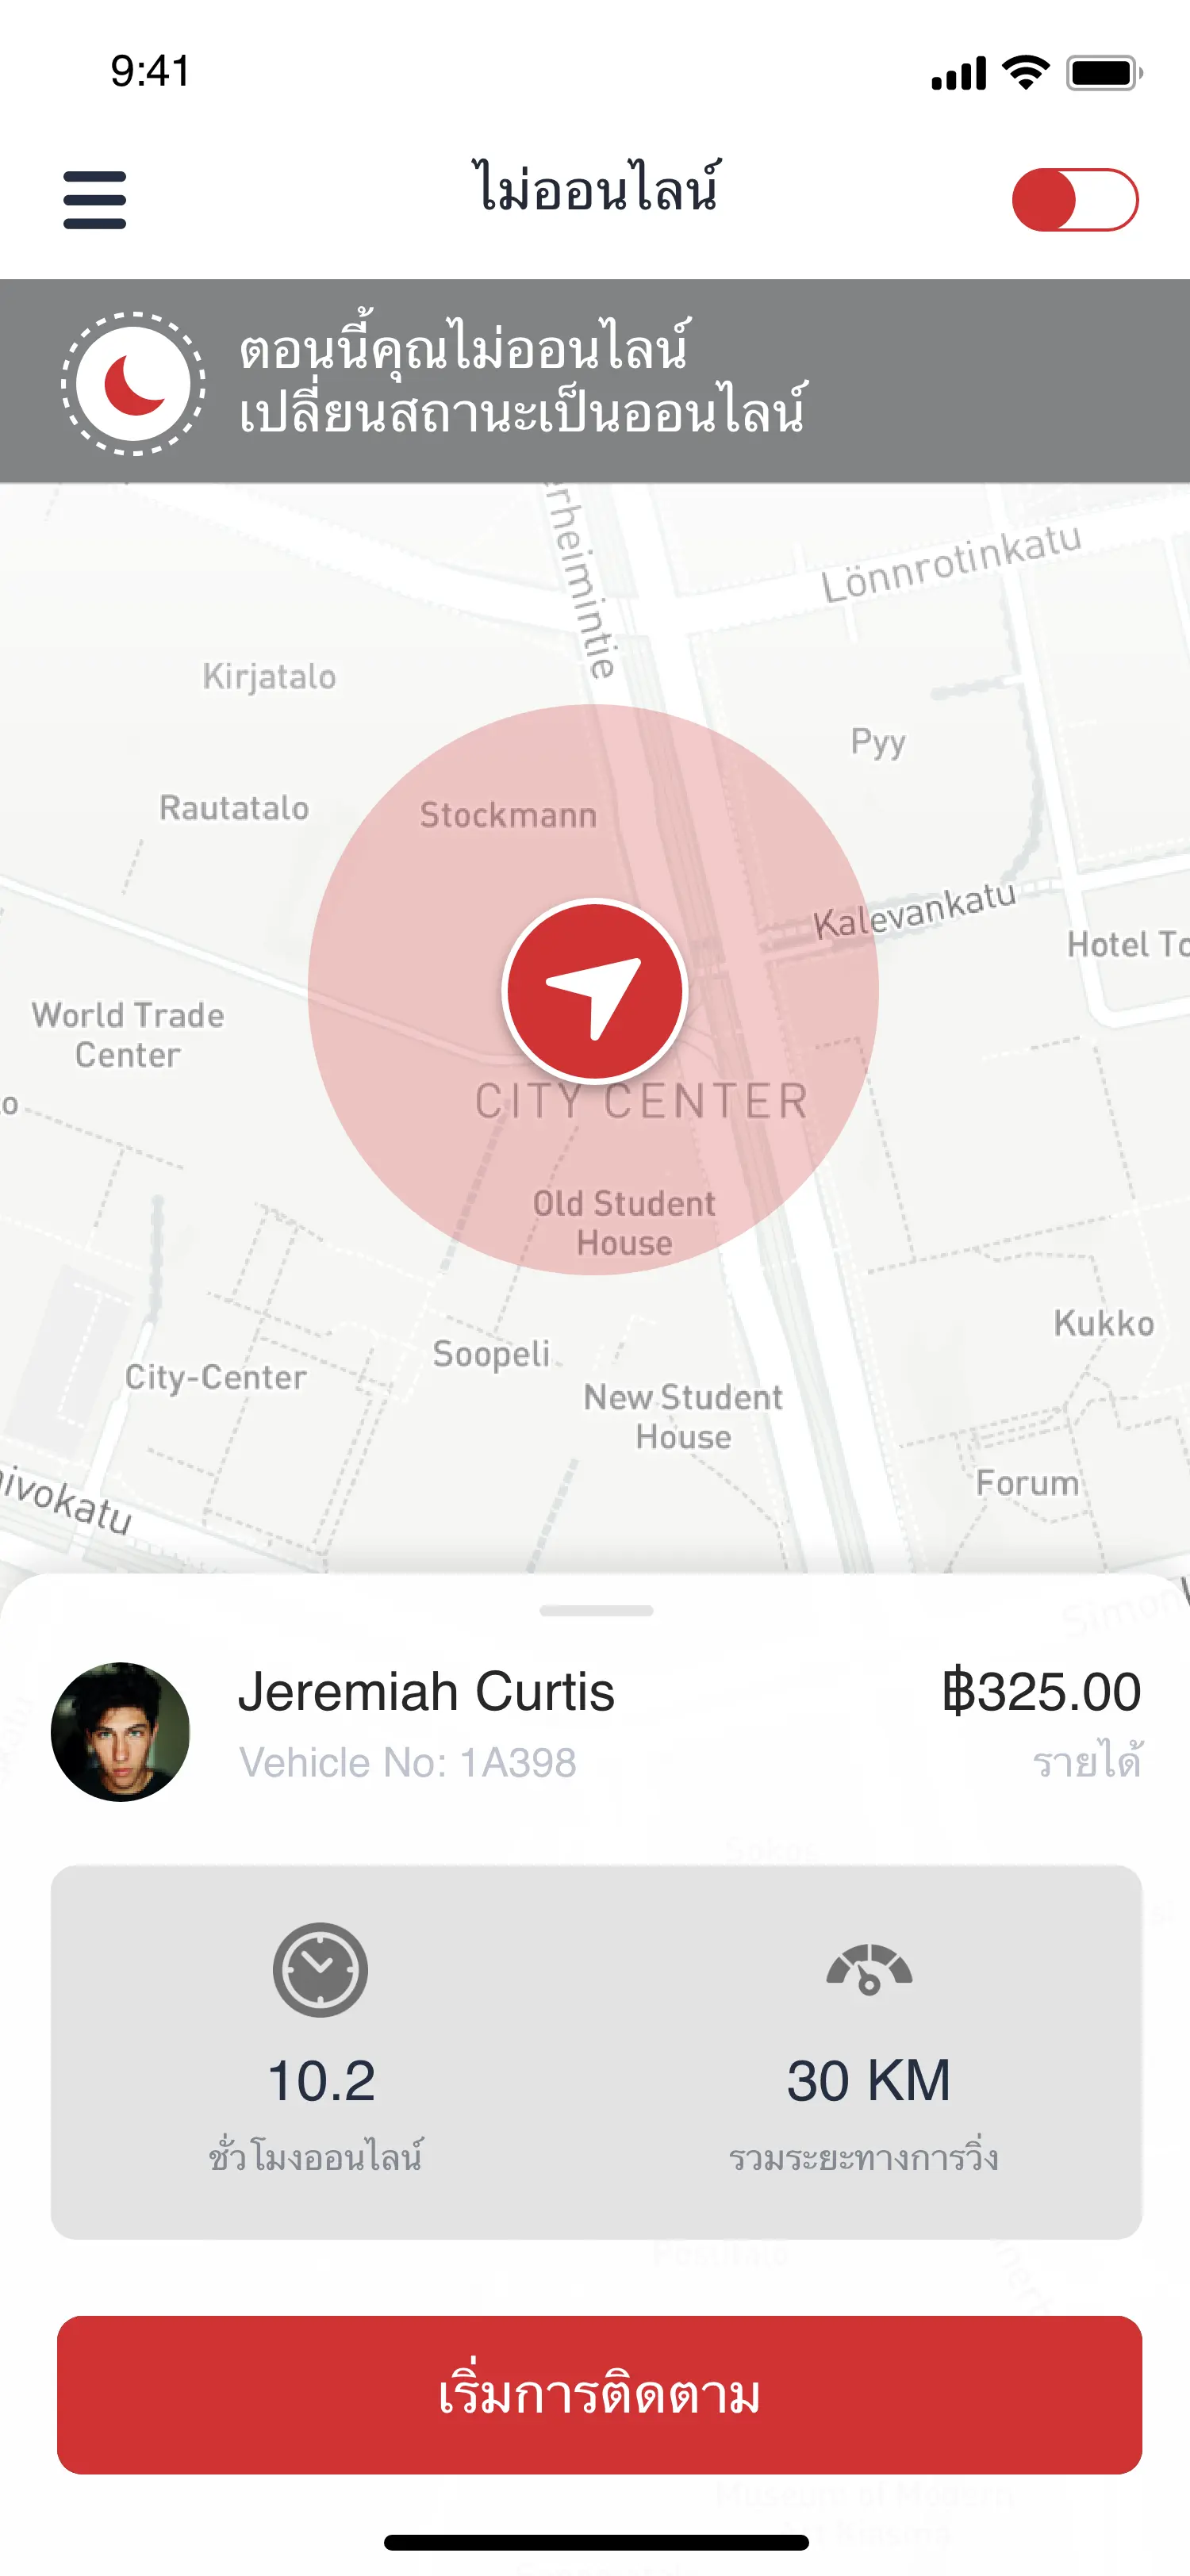 9:41
ไม่ออนไลน์
ตอนนี้คุณไม่ออนไลน์
เปลี่ยนสถานะเป็นออนไลน์
Lönnrotinkatu
Kirjatalo
Pyy
Rautatalo
Stockmann
Kalevankatu
Hotel
World Trade
Center
CITY CENTER
Old Student
House
Kukko
Soopeli
City-Center
New Student
House
Forum
Jeremiah Curtis
฿325.00
Vehicle No: 1A398
รายได้
Sokos
10.2
30 KM
ชั่วโมงออนไลน์
รวมระยะทางการวิ่ง
เริ่มการติดตาม
Museum of Modern